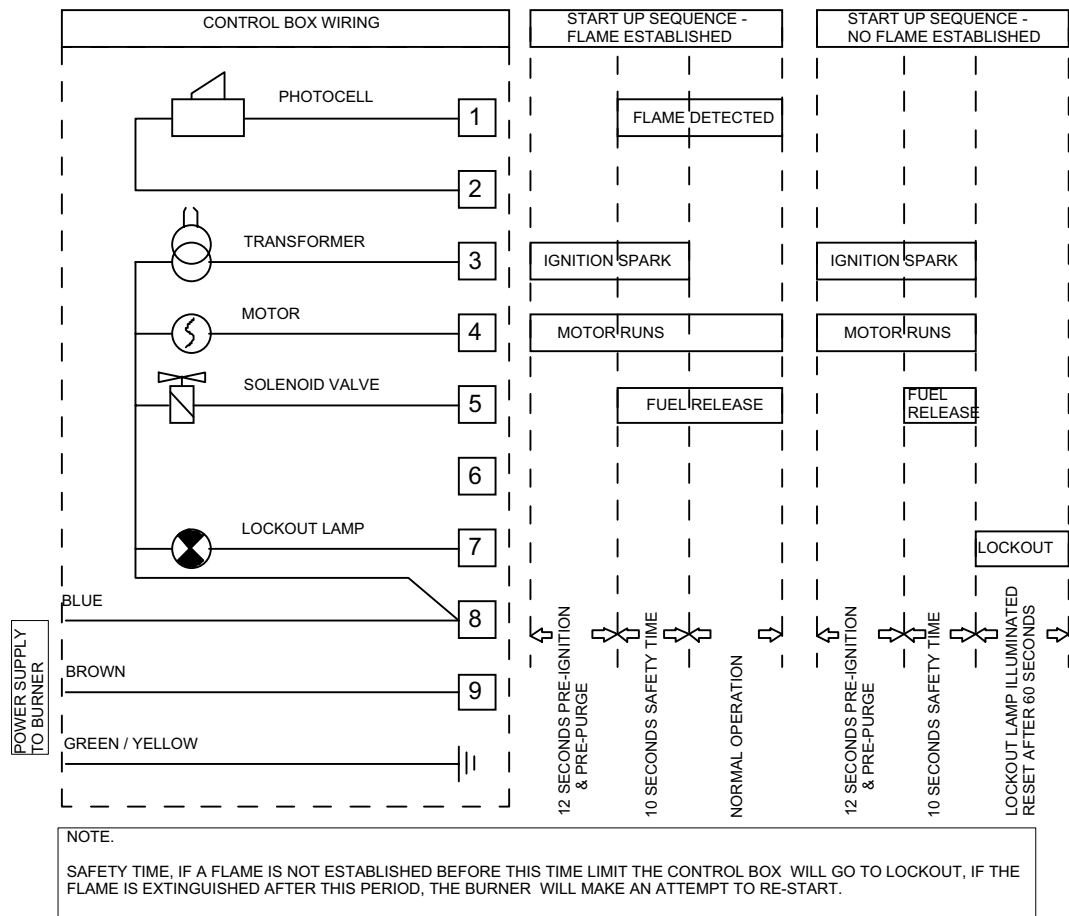 CONTROL BOX WIRING
START UP SEQUENCE -
FLAME ESTABLISHED
START UP SEQUENCE -
NO FLAME ESTABLISHED
PHOTOCELL
1
FLAME DETECTED
2
TRANSFORMER
3
IGNITION SPARK
IGNITION SPARK
MOTOR
4
MOTOR RUNS
MOTOR RUNS
SOLENOID VALVE
5
FUEL RELEASE
FUEL
RELEASE
6
LOCKOUT LAMP
7
LOCKOUT
BLUE
8
POWER SUPPLY
TO BURNER
BROWN
9
GREEN / YELLOW
12 SECONDS PRE-IGNITION
& PRE-PURGE
10 SECONDS SAFETY TIME
NORMAL OPERATION
12 SECONDS PRE-IGNITION
& PRE-PURGE
10 SECONDS SAFETY TIME
LOCKOUT LAMP ILLUMINATED
RESET AFTER 60 SECONDS
NOTE.
SAFETY TIME, IF A FLAME IS NOT ESTABLISHED BEFORE THIS TIME LIMIT THE CONTROL BOX WILL GO TO LOCKOUT, IF THE
FLAME IS EXTINGUISHED AFTER THIS PERIOD, THE BURNER WILL MAKE AN ATTEMPT TO RE-START.